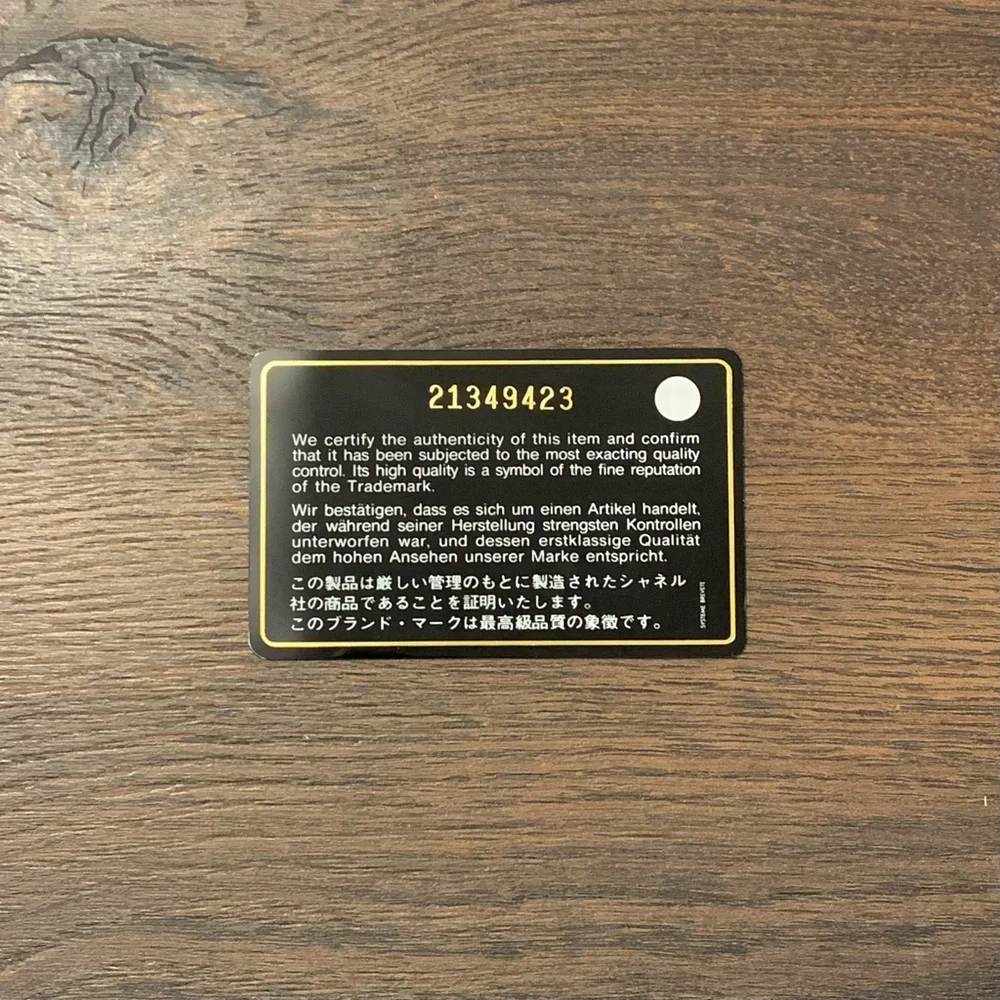 21349423
We certify the authenticity of this item and confirm
that it has been subjected to the most exacting quality
control. Its high quality is a symbol of the fine reputation
of the Trademark.
Wir bestätigen, dass es sich um einen Artikel handelt,
der während seiner Herstellung strengsten Kontrollen
unterworfen war, und dessen erstklassige Qualität
dem hohen Ansehen unserer Marke entspricht.
この製品は厳しい管理のもとに製造されたシャネル
社の商品であることを証明いたします。
このブランド・マークは最高級品質の象徴です。
SYSTEME BREVETE